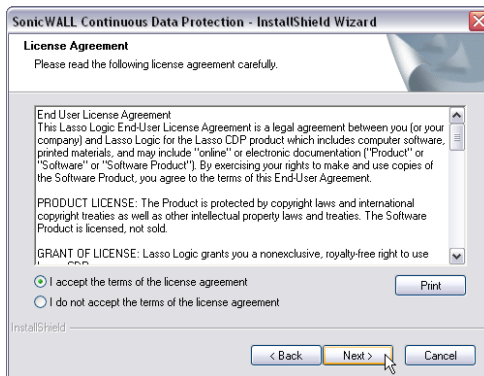 SonicWALL Continuous Data Protection - InstallShield Wizard
License Agreement
Please read the following license agreement carefully.
End User License Agreement
This Lasso Logic End-User License Agreement is a legal agreement between you (or your
company) and Lasso Logic for the Lasso CDP product which includes computer software,
printed materials, and may include "online" or electronic documentation ("Product" or
"Software" or "Software Product"). By exercising your rights to make and use copies of
the Software Product, you agree to the terms of this End-User Agreement.
PRODUCT LICENSE: The Product is protected by copyright laws and international
copyright treaties as well as other intellectual property laws and treaties. The Software
Product is licensed, not sold.
GRANT OF LICENSE: Lasso Logic grants you a nonexclusive, royalty-free right to use
I accept the terms of the license agreement
Print
I do not accept the terms of the license agreement
InstallShield
< Back
Next >
Cancel